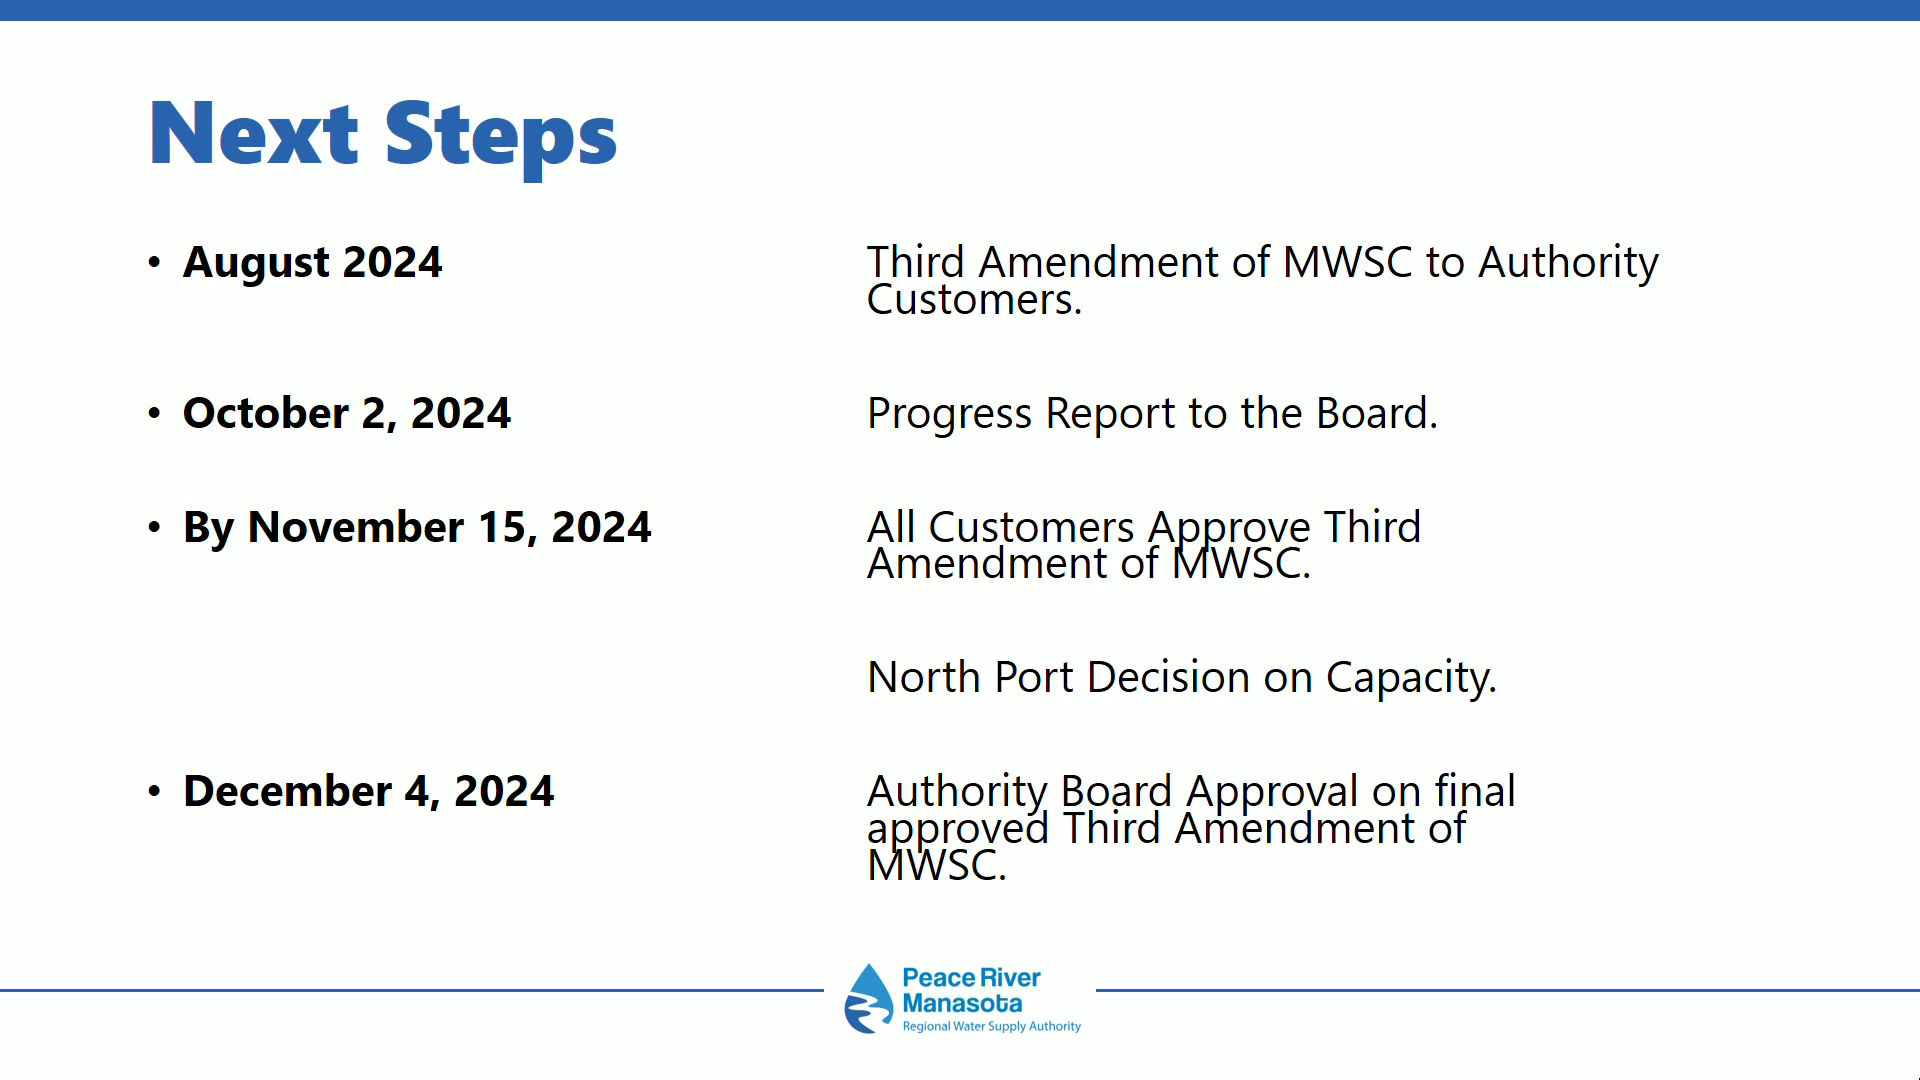 Next Steps
• August 2024
Third Amendment of MWSC to Authority
Customers.
• October 2, 2024
Progress Report to the Board.
• By November 15, 2024
All Customers Approve Third
Amendment of MWSC.
North Port Decision on Capacity.
• December 4, 2024
Authority Board Approval on final
approved Third Amendment of
MWSC.
Peace River
Manasota
Regional Water Supply Authority